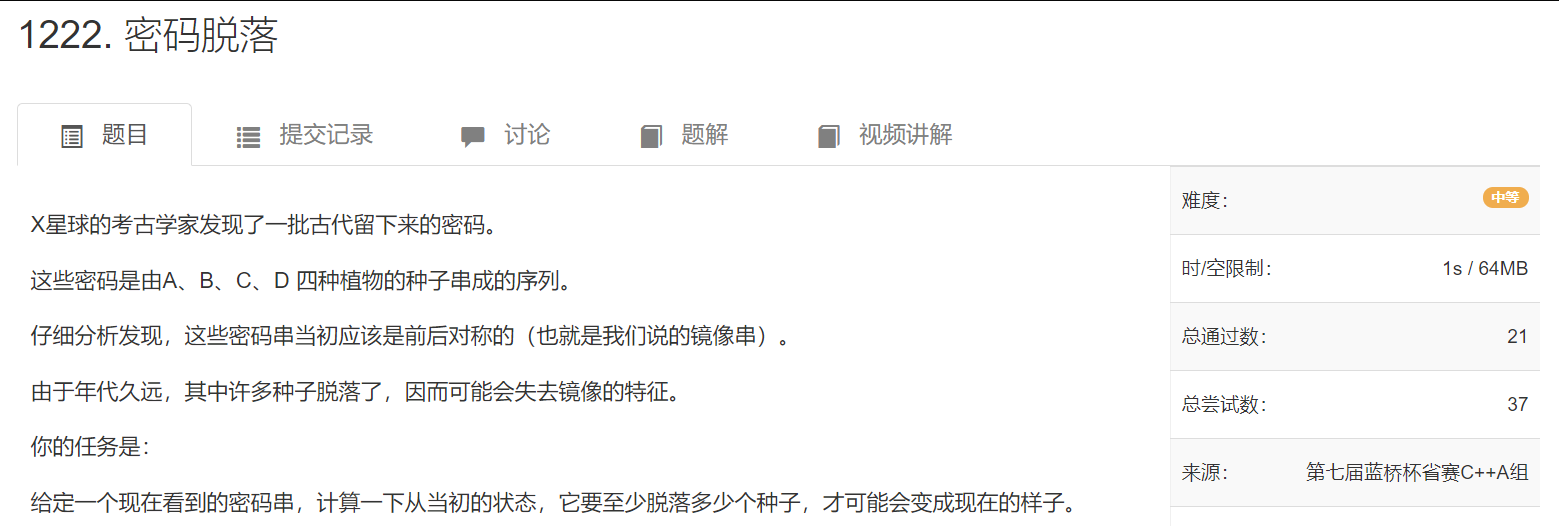 1222. 密码脱落
题目 提交记录 讨论 题解 视频讲解
X星球的考古学家发现了一批古代留下来的密码。
这些密码是由A、B、C、D 四种植物的种子串成的序列。
仔细分析发现，这些密码串当初应该是前后对称的（也就是我们说的镜像串）。
由于年代久远，其中许多种子脱落了，因而可能会失去镜像的特征。
你的任务是：
给定一个现在看到的密码串，计算一下从当初的状态，它要至少脱落多少个种子，才可能会变成现在的样子。
难度： 中等
时/空限制： 1s / 64MB
总通过数： 21
总尝试数： 37
来源： 第七届蓝桥杯省赛C++A组